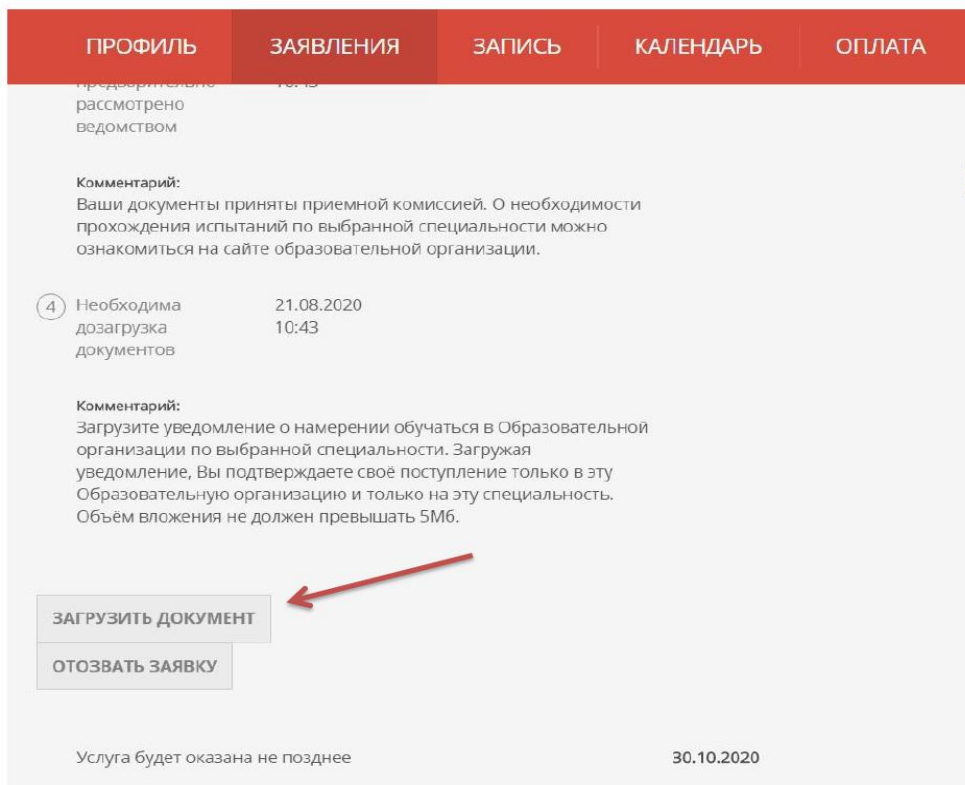 ПРОФИЛЬ ЗАЯВЛЕНИЯ ЗАПИСЬ КАЛЕНДАРЬ ОПЛАТА
предварительно 10:43
рассмотрено
ведомством
Комментарий:
Ваши документы приняты приемной комиссией. О необходимости
прохождения испытаний по выбранной специальности можно
ознакомиться на сайте образовательной организации.
4 Необходима 21.08.2020
дозагрузка 10:43
документов
Комментарий:
Загрузите уведомление о намерении обучаться в Образовательной
организации по выбранной специальности. Загружая
уведомление, Вы подтверждаете своё поступление только в эту
Образовательную организацию и только на эту специальность.
Объём вложения не должен превышать 5Мб.
ЗАГРУЗИТЬ ДОКУМЕНТ
ОТОЗВАТЬ ЗАЯВКУ
Услуга будет оказана не позднее 30.10.2020